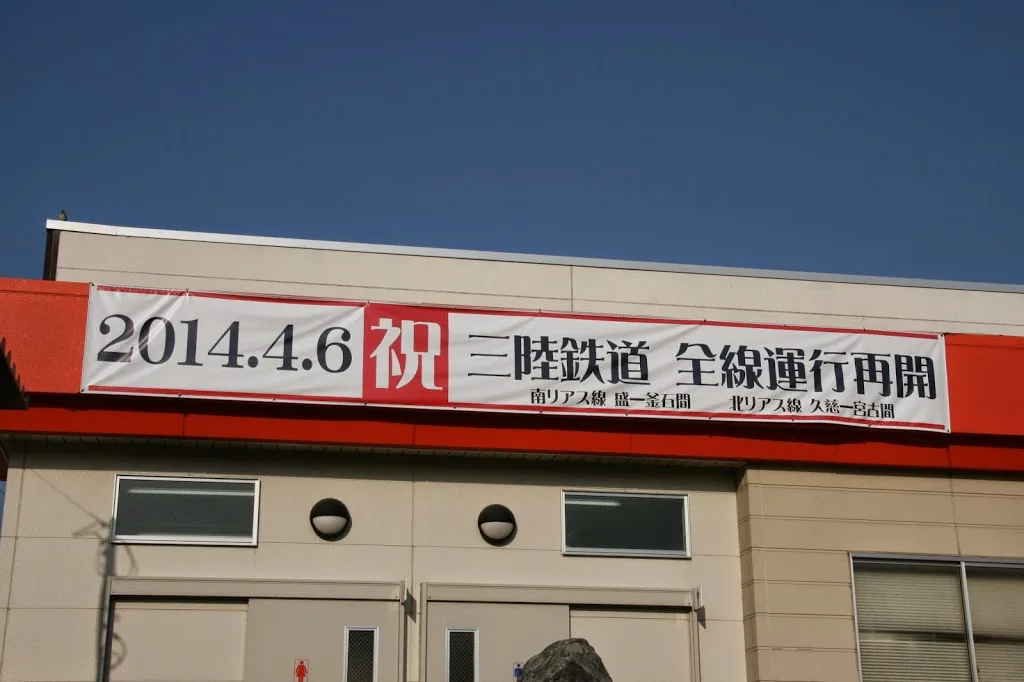 2014.4.6 祝 三陸鉄道 全線運行再開
南リアス線 盛ー釜石間 北リアス線 久慈ー宮古間